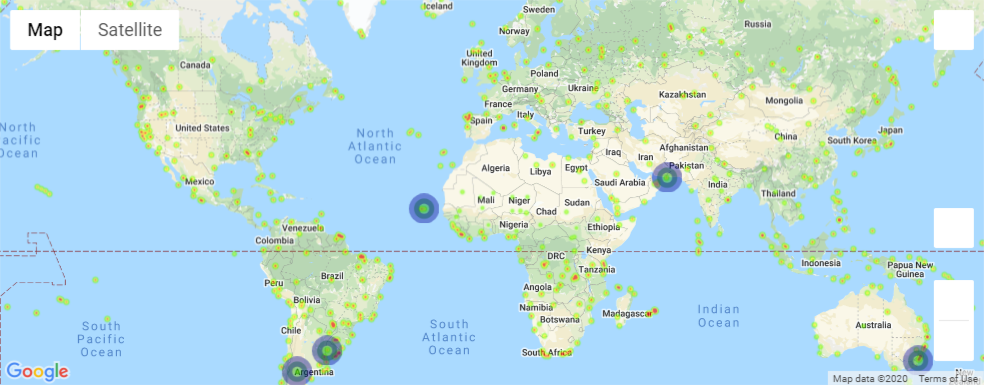 Map
Satellite
Iceland
Sweden
Norway
Russia
Canada
United
Kingdom
Poland
Germany
Ukraine
Kazakhstan
France
Mongolia
Spain
Italy
North
Pacific
Ocean
United States
North
Atlantic
Ocean
Turkey
China
Japan
South Korea
Iraq
Iran
Afghanistan
Pakistan
Algeria
Libya
Egypt
Mexico
Saudi Arabia
India
Mali
Niger
Sudan
Thailand
Chad
Nigeria
Ethiopia
Venezuela
Colombia
Kenya
DRC
Indonesia
Papua New
Guinea
Tanzania
Peru
Brazil
Angola
Bolivia
Namibia
Botswana
Madagascar
Indian
Ocean
South
Pacific
Ocean
Chile
South
Atlantic
Ocean
Australia
South Africa
Argentina
New
Google
Map data ©2020
Terms of Use